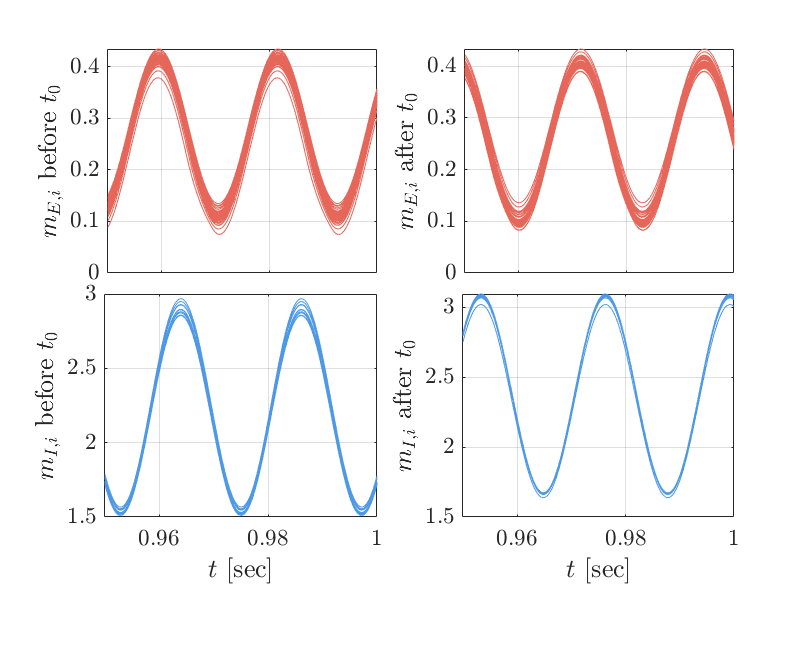 m_{E,i} before t_0
0.4
0.3
0.2
0.1
0
m_{E,i} after t_0
0.4
0.3
0.2
0.1
0
m_{I,i} before t_0
3
2.5
2
1.5
0.96 0.98 1
t [sec]
m_{I,i} after t_0
3
2.5
2
1.5
0.96 0.98 1
t [sec]